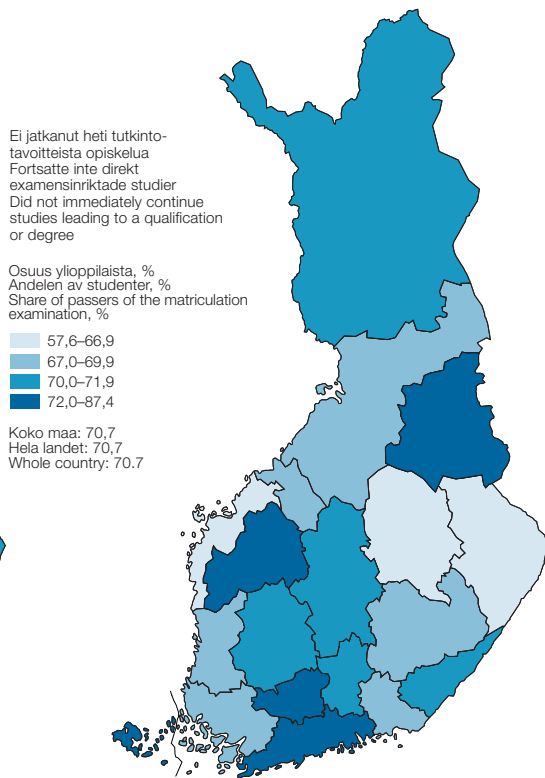 Ei jatkanut heti tutkinto-
tavoitteista opiskelua
Fortsatte inte direkt
examensinriktade studier
Did not immediately continue
studies leading to a qualification
or degree
Osuus ylioppilaista, %
Andelen av studenter, %
Share of passers of the matriculation
examination, %
57,6–66,9
67,0–69,9
70,0–71,9
72,0–87,4
Koko maa: 70,7
Hela landet: 70,7
Whole country: 70.7